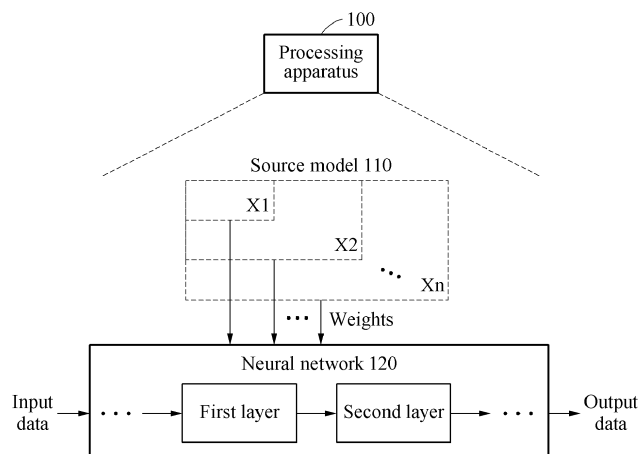 100
Processing
apparatus
Source model 110
X1
X2
Xn
Weights
Neural network 120
Input
data
First layer
Second layer
Output
data